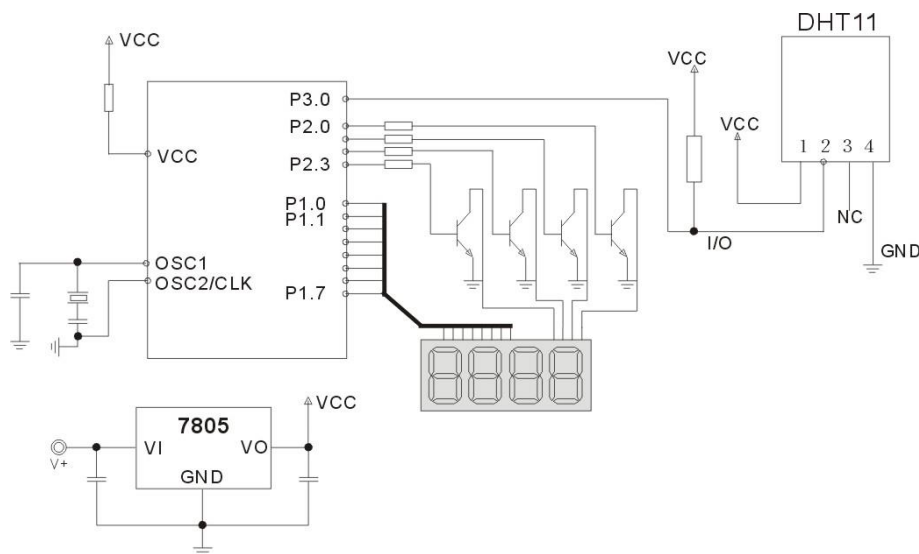 DHT11
VCC
VCC
VCC
1 2 3 4
NC
I/O
GND
P3.0
P2.0
P2.3
VCC
P1.0
P1.1
OSC1
OSC2/CLK
P1.7
VCC
7805
VI
VO
V+
GND